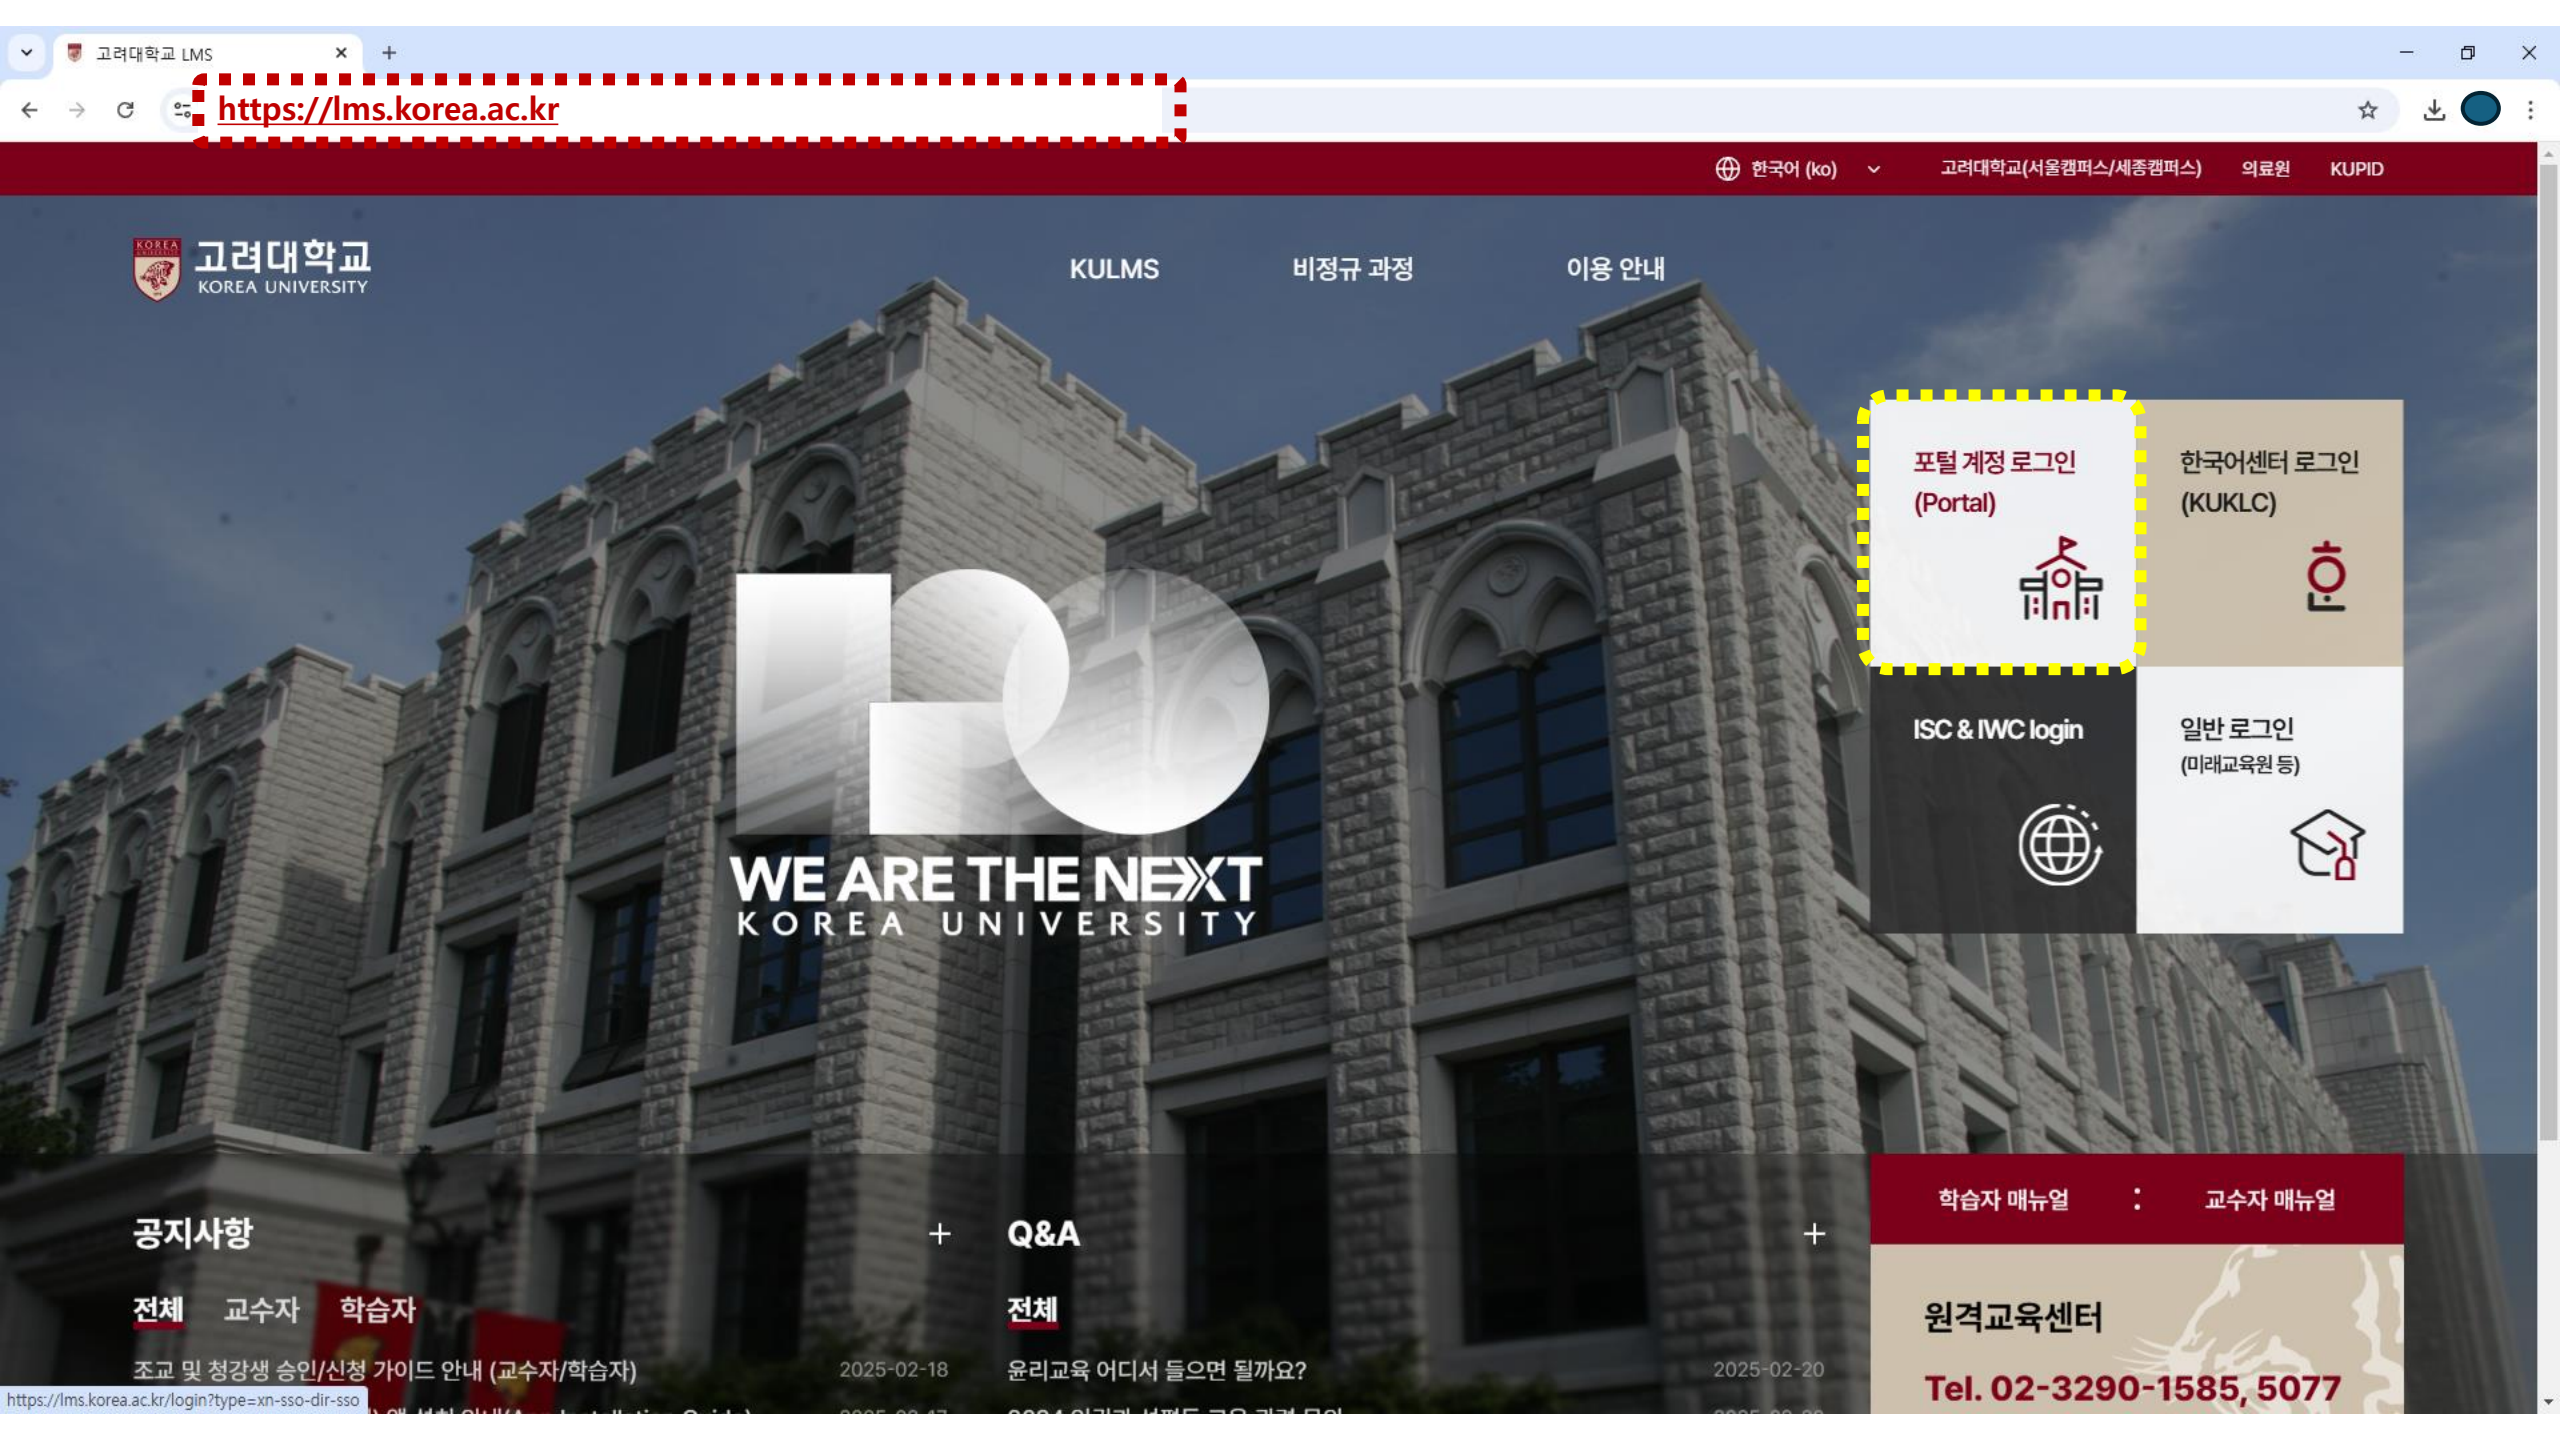 고려대학교 LMS
https://lms.korea.ac.kr
한국어 (ko)
고려대학교(서울캠퍼스/세종캠퍼스)
의료원
KUPID
KOREA
고려대학교
KOREA UNIVERSITY
KULMS
비정규 과정
이용 안내
포털 계정 로그인
(Portal)
한국어센터 로그인
(KUKLC)
ISC & IWC login
일반 로그인
(미래교육원 등)
WE ARE THE NEXT
KOREA UNIVERSITY
학습자 매뉴얼
교수자 매뉴얼
공지사항
전체 교수자 학습자
조교 및 청강생 승인/신청 가이드 안내 (교수자/학습자) 2025-02-18
Q&A
전체
윤리교육 어디서 들으면 될까요? 2025-02-20
원격교육센터
Tel. 02-3290-1585, 5077
https://lms.korea.ac.kr/login?type=xn-sso-dir-sso